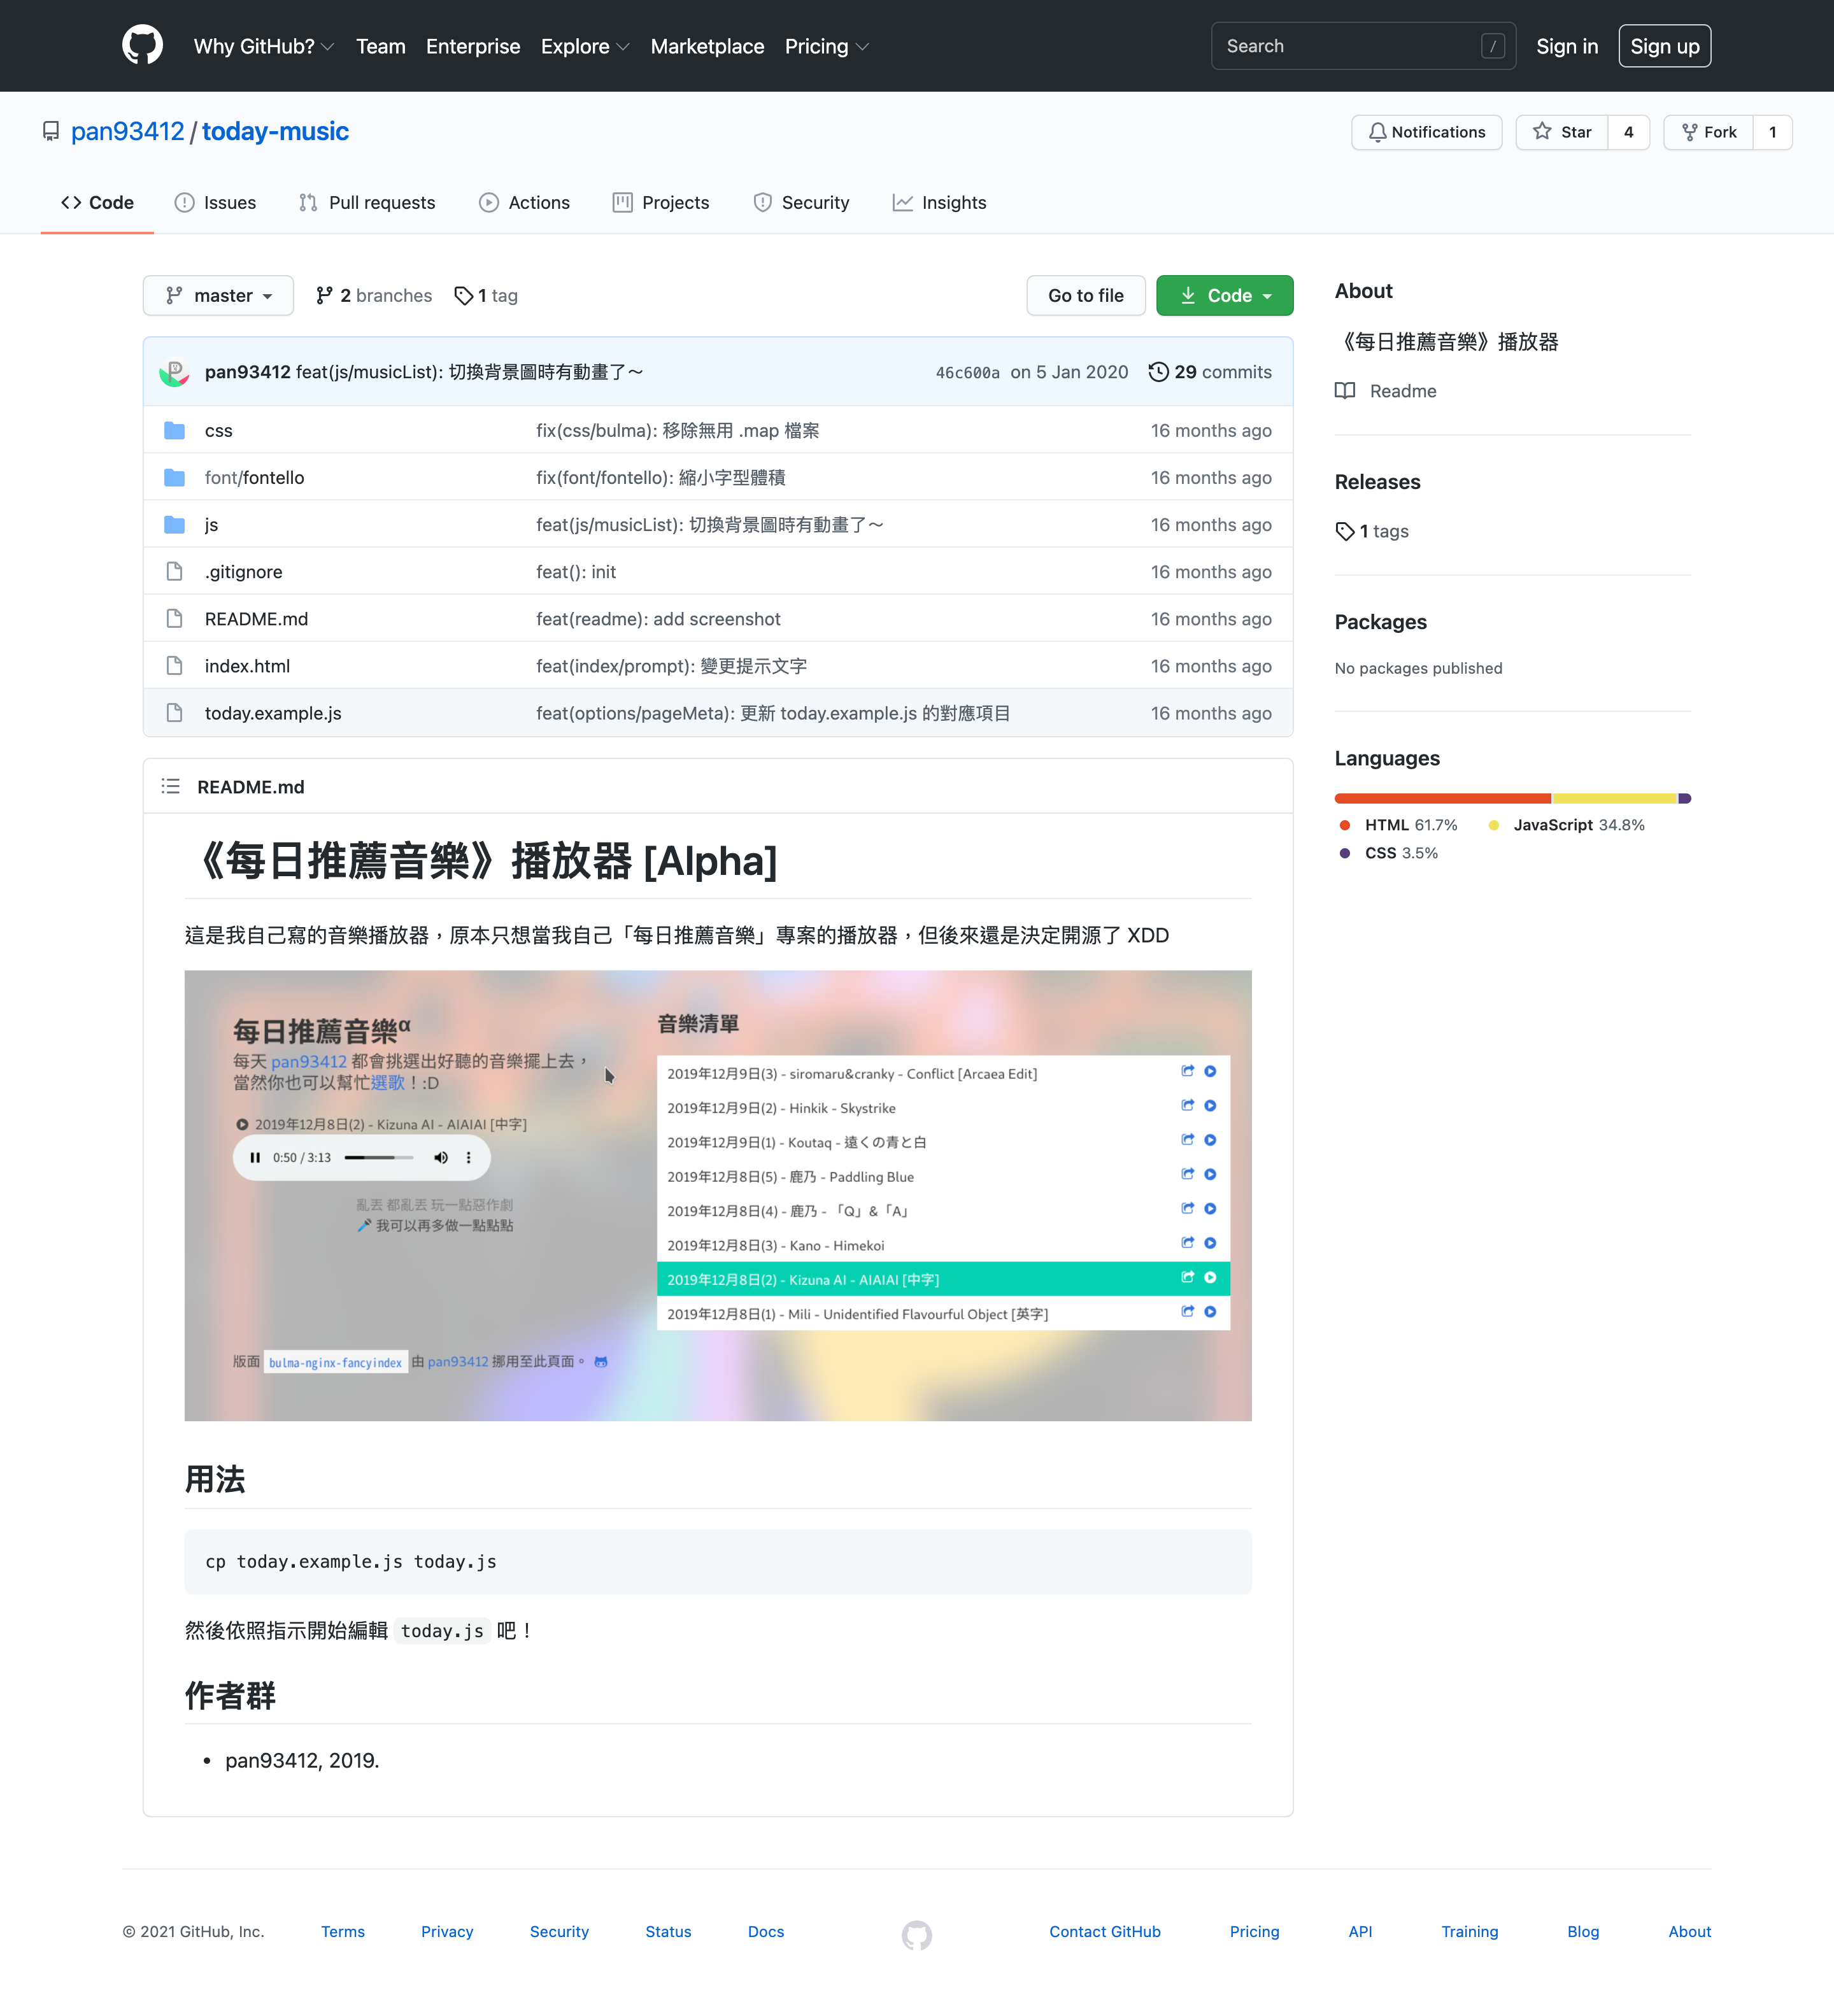 Why GitHub? Team Enterprise Explore Marketplace Pricing Search / Sign in Sign up
pan93412 / today-music Notifications Star 4 Fork 1
Code Issues Pull requests Actions Projects Security Insights
master 2 branches 1 tag Go to file Code
pan93412 feat(js/musicList): 切換背景圖時有動畫了～ 46c600a on 5 Jan 2020 29 commits
css fix(css/bulma): 移除無用 .map 檔案 16 months ago
font/fontello fix(font/fontello): 縮小字型體積 16 months ago
js feat(js/musicList): 切換背景圖時有動畫了～ 16 months ago
.gitignore feat(): init 16 months ago
README.md feat(readme): add screenshot 16 months ago
index.html feat(index/prompt): 變更提示文字 16 months ago
today.example.js feat(options/pageMeta): 更新 today.example.js 的對應項目 16 months ago
README.md
《每日推薦音樂》播放器 [Alpha]
這是我自己寫的音樂播放器，原本只想當我自己「每日推薦音樂」專案的播放器，但後來還是決定開源了 XDD
每日推薦音樂α
每天 pan93412 都會挑選出好聽的音樂擺上去，
當然你也可以幫忙選歌！:D
2019年12月8日(2) - Kizuna AI - AIAIAI [中字]
0:50 / 3:13
亂丟 都亂丟 玩一點惡作劇
🎤 我可以再多做一點點點
版面 bulma-nginx-fancyindex 由 pan93412 挪用至此頁面。
音樂清單
2019年12月9日(3) - siromaru&cranky - Conflict [Arcaea Edit]
2019年12月9日(2) - Hinkik - Skystrike
2019年12月9日(1) - Koutaq - 遠くの青と白
2019年12月8日(5) - 鹿乃 - Paddling Blue
2019年12月8日(4) - 鹿乃 - 「Q」&「A」
2019年12月8日(3) - Kano - Himekoi
2019年12月8日(2) - Kizuna AI - AIAIAI [中字]
2019年12月8日(1) - Mili - Unidentified Flavourful Object [英字]
用法
cp today.example.js today.js
然後依照指示開始編輯 today.js 吧！
作者群
• pan93412, 2019.
About
《每日推薦音樂》播放器
Readme
Releases
1 tags
Packages
No packages published
Languages
HTML 61.7% JavaScript 34.8%
CSS 3.5%
© 2021 GitHub, Inc. Terms Privacy Security Status Docs Contact GitHub Pricing API Training Blog About